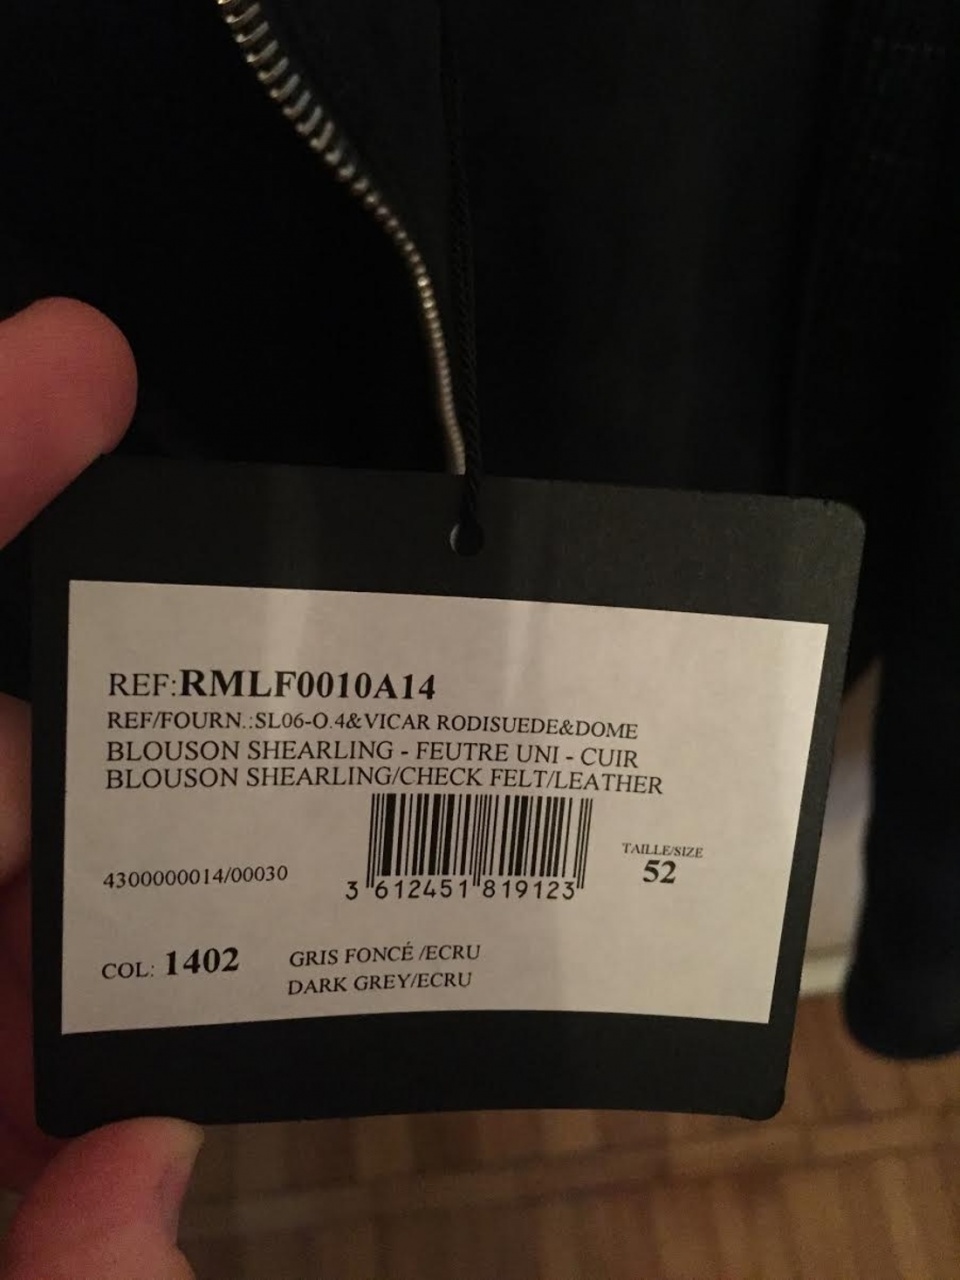 REF:RMLF0010A14
REF/FOURN.:SL06-O.4&VICAR RODISUEDE&DOME
BLOUSON SHEARLING - FEUTRE UNI - CUIR
BLOUSON SHEARLING/CHECK FELT/LEATHER
4300000014/00030
3 612451 819123
TAILLE/SIZE
52
COL: 1402
GRIS FONCÉ /ECRU
DARK GREY/ECRU